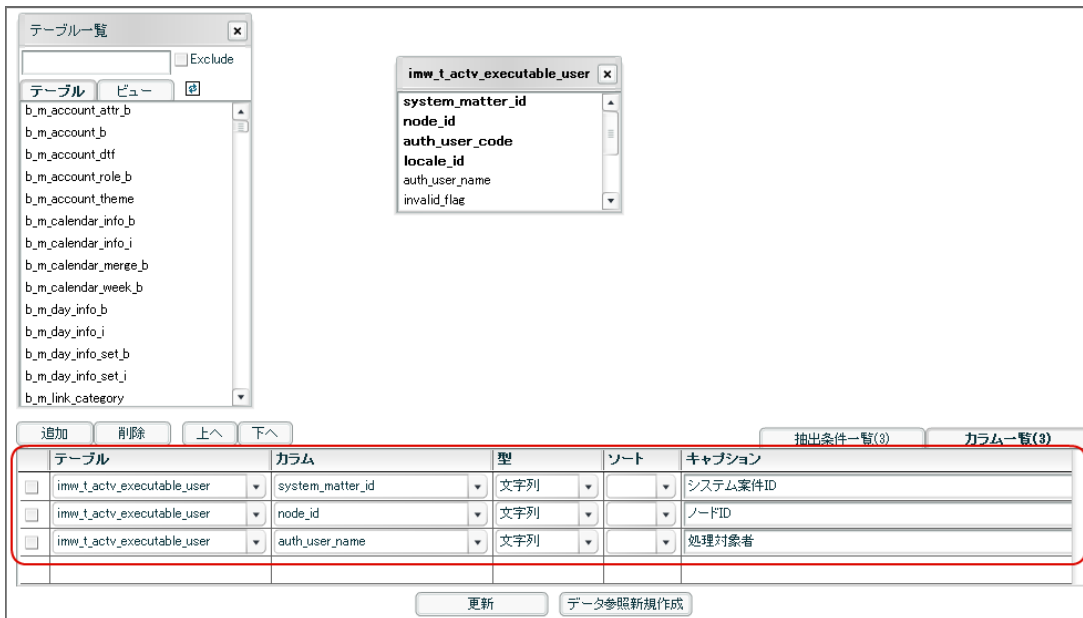 テーブル一覧
Exclude
テーブル ビュー
b_m_account_attr_b
b_m_account_b
b_m_account_dtf
b_m_account_role_b
b_m_account_theme
b_m_calendar_info_b
b_m_calendar_info_i
b_m_calendar_merge_b
b_m_calendar_week_b
b_m_day_info_b
b_m_day_info_i
b_m_day_info_set_b
b_m_day_info_set_i
b_m_link_category
imw_t_actv_executable_user
system_matter_id
node_id
auth_user_code
locale_id
auth_user_name
invalid_flag
追加 削除 上へ 下へ 抽出条件一覧(3) カラム一覧(3)
テーブル カラム 型 ソート キャプション
imw_t_actv_executable_user system_matter_id 文字列 システム案件ID
imw_t_actv_executable_user node_id 文字列 ノードID
imw_t_actv_executable_user auth_user_name 文字列 処理対象者
更新 データ参照新規作成